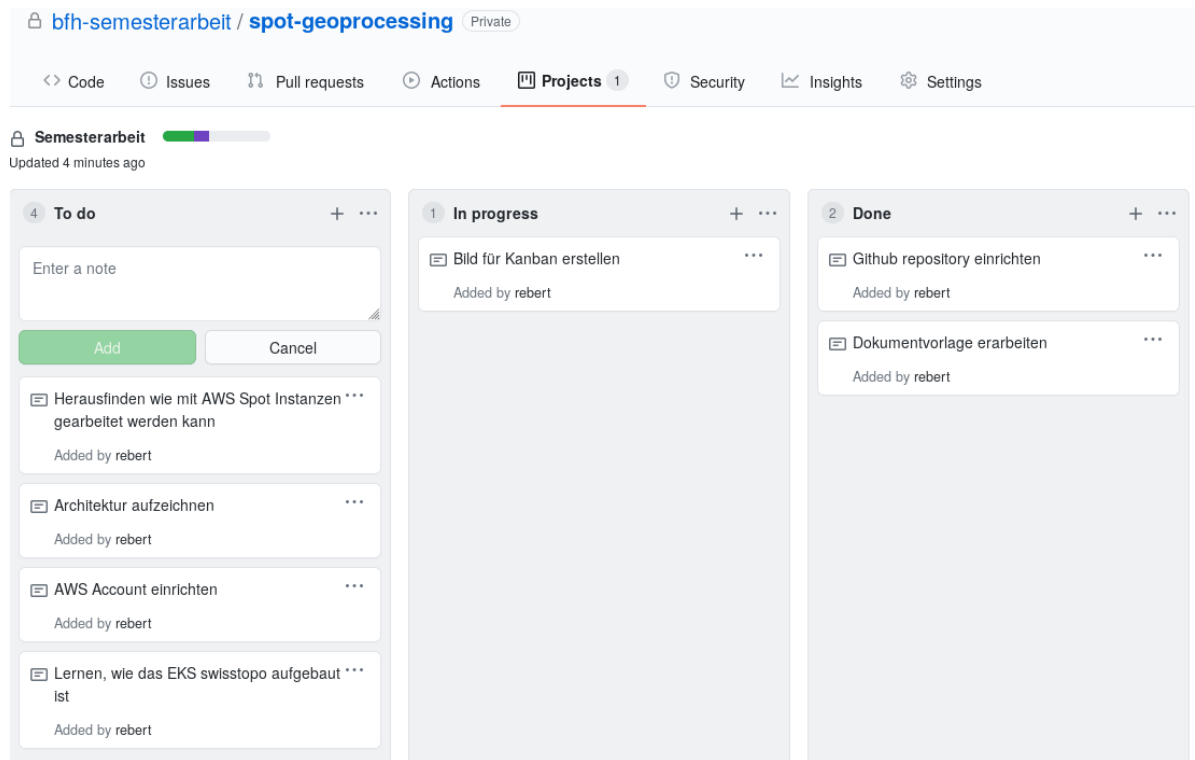 bfh-semesterarbeit / spot-geoprocessing Private
Code Issues Pull requests Actions Projects 1 Security Insights Settings
Semesterarbeit
Updated 4 minutes ago
4 To do
Enter a note
Add Cancel
Herausfinden wie mit AWS Spot Instanzen
gearbeitet werden kann
Added by rebert
Architektur aufzeichnen
Added by rebert
AWS Account einrichten
Added by rebert
Lernen, wie das EKS swisstopo aufgebaut
ist
Added by rebert
1 In progress
Bild für Kanban erstellen
Added by rebert
2 Done
Github repository einrichten
Added by rebert
Dokumentvorlage erarbeiten
Added by rebert